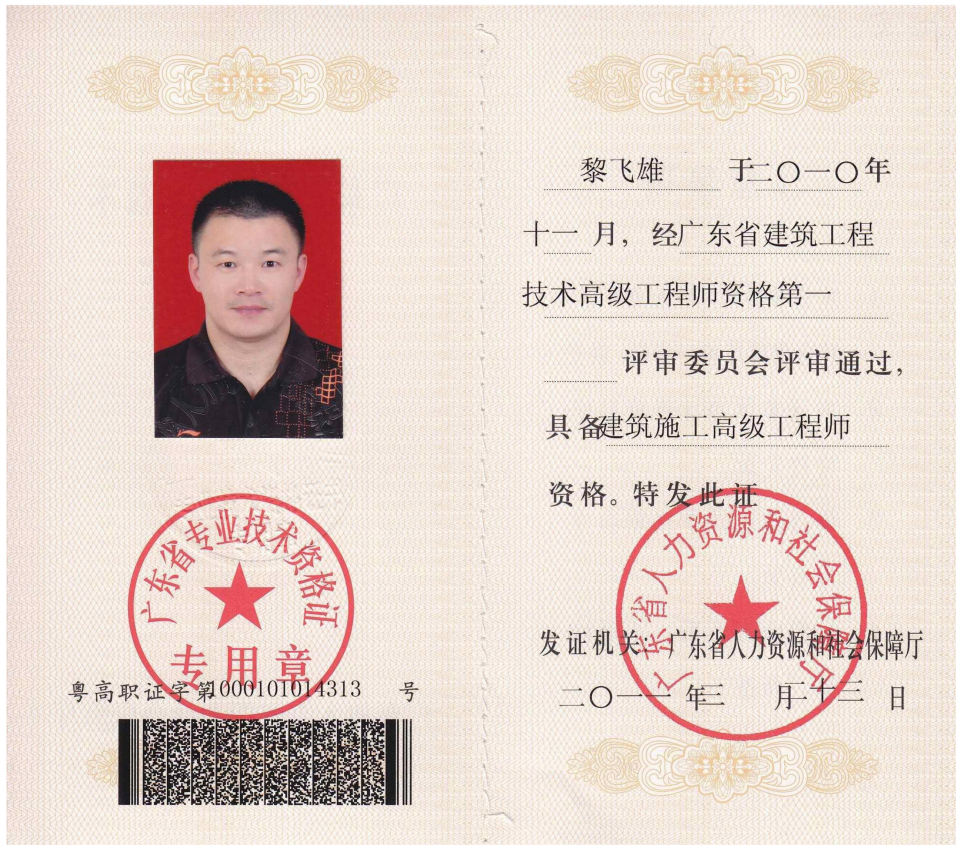 广东省专业技术资格证
专用章
粤高职证字第1000101014313 号
黎飞雄 于二〇一〇年
十一 月，经广东省建筑工程
技术高级工程师资格第一
评审委员会评审通过，
具备建筑施工高级工程师
资格。特发此证
广东省人力资源和社会保障厅
发证机关：广东省人力资源和社会保障厅
二〇一一 年三 月二十三 日